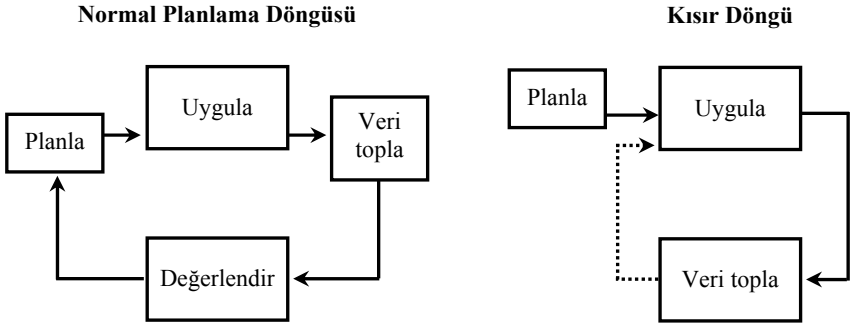 Normal Planlama Döngüsü
Planla
Uygula
Veri
topla
Değerlendir
Kısır Döngü
Planla
Uygula
Veri topla